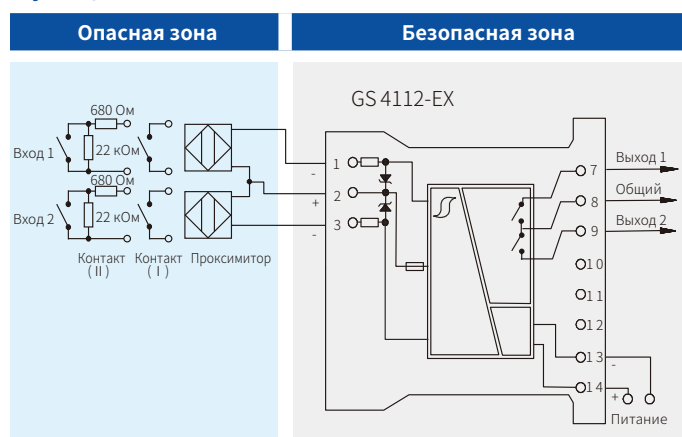 Опасная зона
Безопасная зона
GS 4112-EX
680 Ом
Вход 1
22 кОм
680 Ом
Вход 2
22 кОм
Контакт
( II )
Контакт
( I )
Проксимитор
1
-
2
+
3
-
7
Выход 1
8
Общий
9
Выход 2
10
11
12
13
-
14
+
Питание